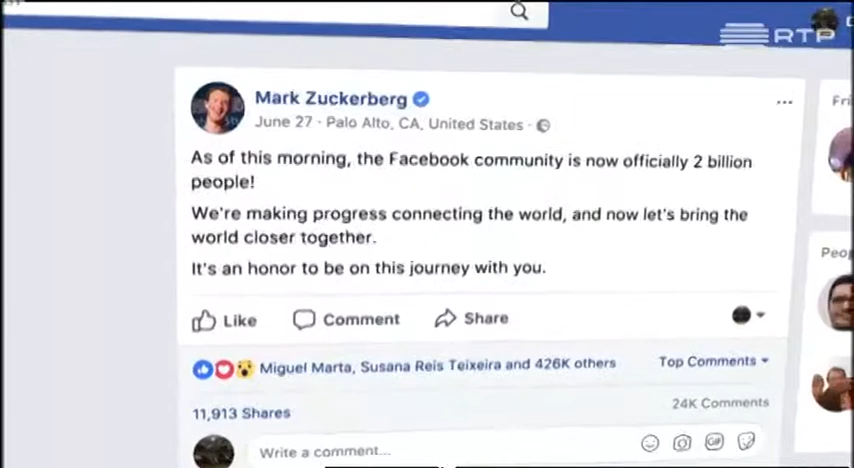 RTP
Mark Zuckerberg
June 27 · Palo Alto, CA, United States ·
Fri
As of this morning, the Facebook community is now officially 2 billion
people!
We're making progress connecting the world, and now let's bring the
world closer together.
It's an honor to be on this journey with you.
Peop
Like Comment Share
Miguel Marta, Susana Reis Teixeira and 426K others Top Comments
11,913 Shares 24K Comments
Write a comment... GIF